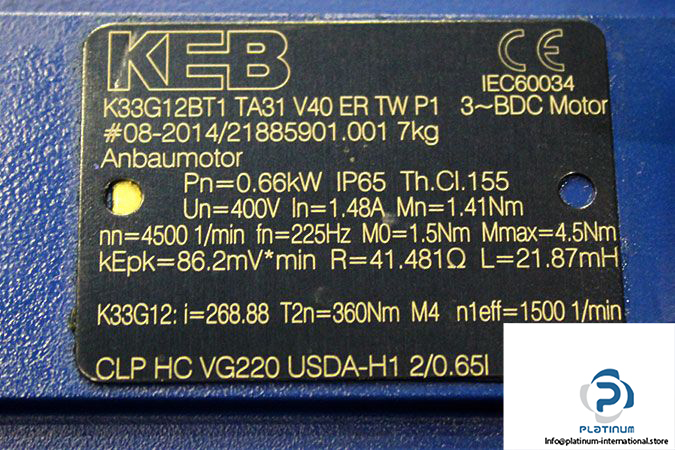 KEB
CE
IEC60034
K33G12BT1 TA31 V40 ER TW P1 3~BDC Motor
#08-2014/21885901.001 7kg
Anbaumotor
Pn=0.66kW IP65 Th.Cl.155
Un=400V In=1.48A Mn=1.41Nm
nn=4500 1/min fn=225Hz M0=1.5Nm Mmax=4.5Nm
kEpk=86.2mV*min R=41.481Ω L=21.87mH
K33G12: i=268.88 T2n=360Nm M4 n1eff=1500 1/min
CLP HC VG220 USDA-H1 2/0.65l
PLATINUM
Info@platinum-international.store